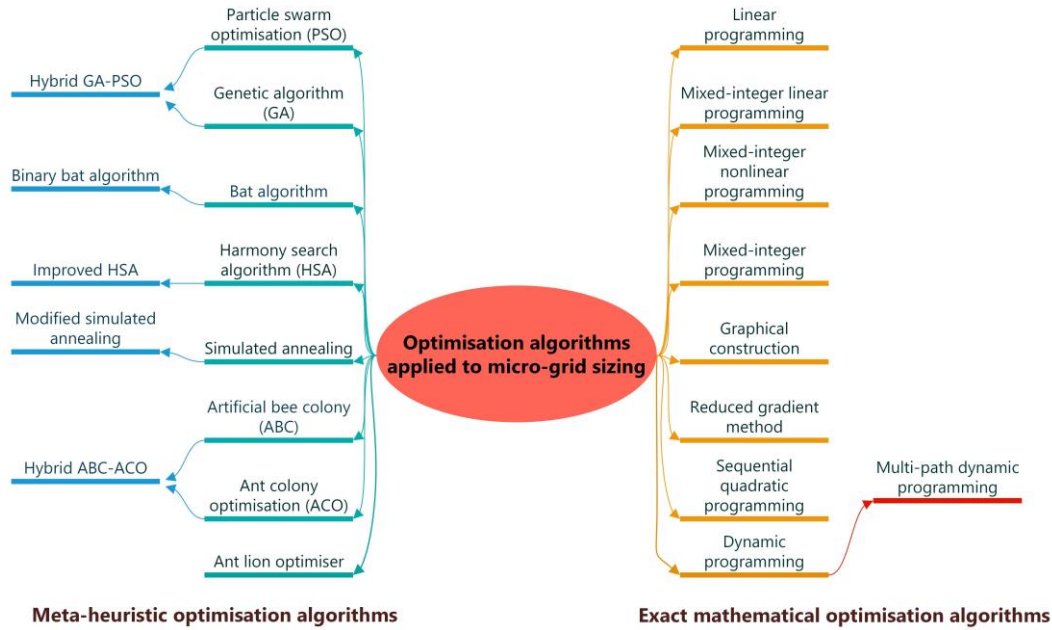 Particle swarm
optimisation (PSO)
Hybrid GA-PSO
Genetic algorithm
(GA)
Binary bat algorithm
Bat algorithm
Harmony search
algorithm (HSA)
Improved HSA
Modified simulated
annealing
Simulated annealing
Artificial bee colony
(ABC)
Hybrid ABC-ACO
Ant colony
optimisation (ACO)
Ant lion optimiser
Meta-heuristic optimisation algorithms
Optimisation algorithms
applied to micro-grid sizing
Linear
programming
Mixed-integer linear
programming
Mixed-integer
nonlinear
programming
Mixed-integer
programming
Graphical
construction
Reduced gradient
method
Sequential
quadratic
programming
Multi-path dynamic
programming
Dynamic
programming
Exact mathematical optimisation algorithms